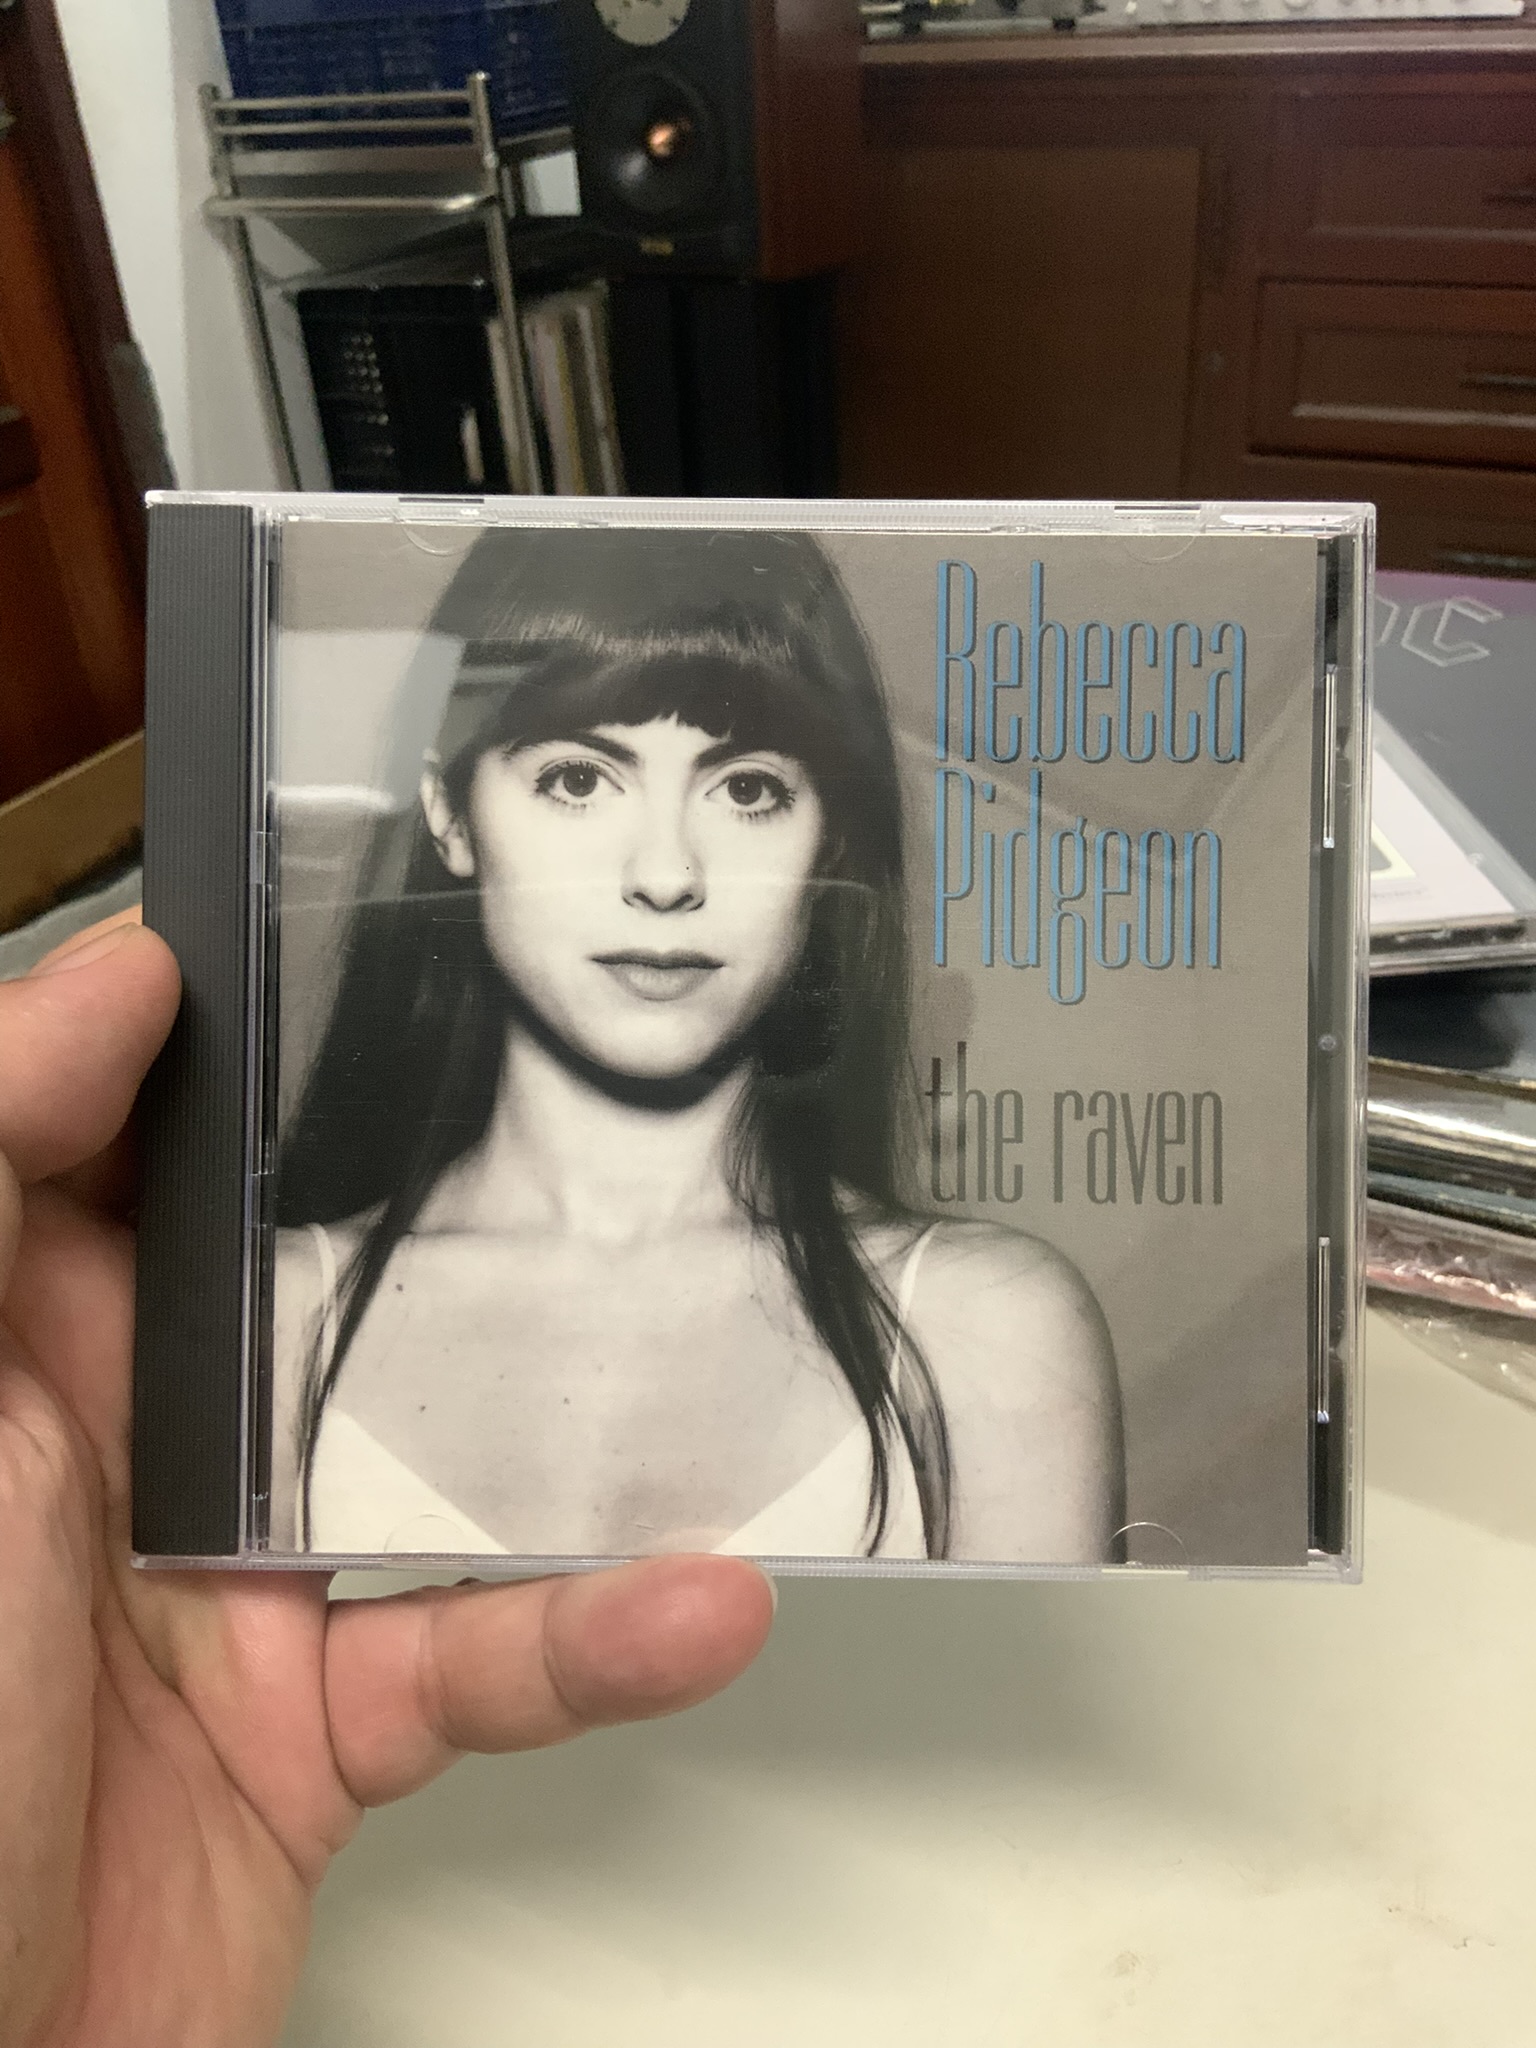 Rebecca
Pidgeon
the raven